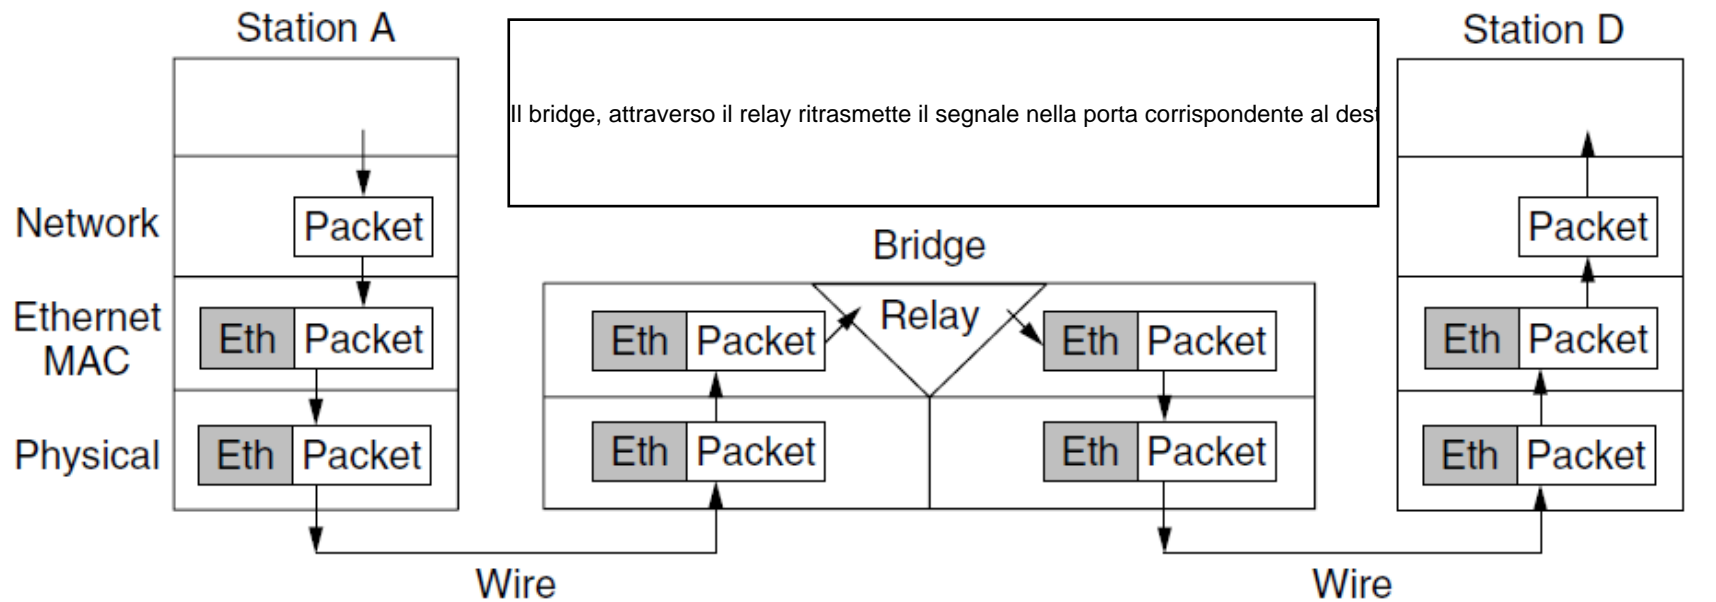 Station A
Station D
Il bridge, attraverso il relay ritrasmette il segnale nella porta corrispondente al
Network
Packet
Packet
Bridge
Ethernet
MAC
Eth Packet
Eth Packet
Relay
Eth Packet
Eth Packet
Physical
Eth Packet
Eth Packet
Eth Packet
Eth Packet
Wire
Wire